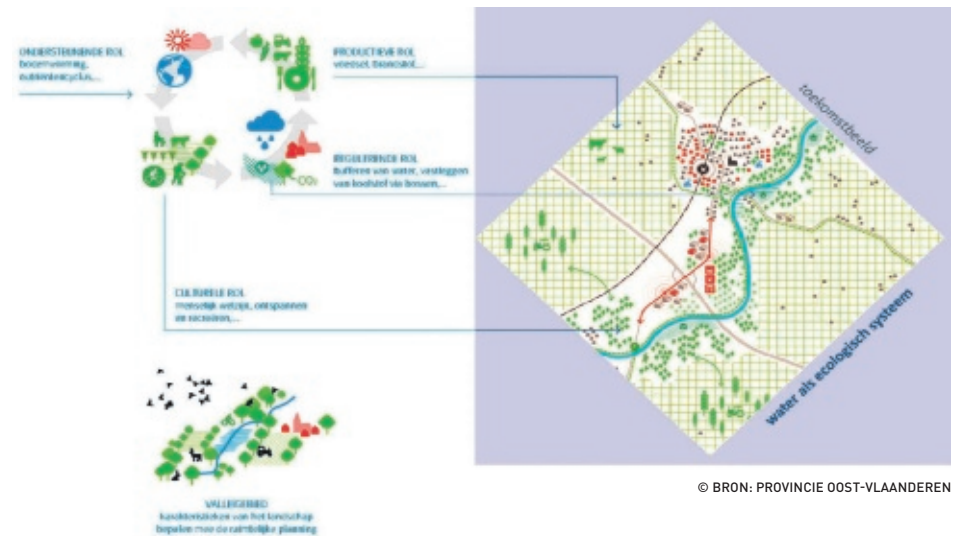 ONDERSTEUNENDE ROL
bodemvorming,
nutriëntencyclus,...
PRODUCTIEVE ROL
voedsel, brandstof,...
REGULERENDE ROL
bufferen van water, vastleggen
van koolstof via bossen,...
CO₂
CULTURELE ROL
menselijk welzijn, ontspannen
en recreëren,...
toekomstbeeld
water als ecologisch systeem
VALLEIGEBIED
karakteristieken van het landschap
bepalen mee de ruimtelijke planning
© BRON: PROVINCIE OOST-VLAANDEREN